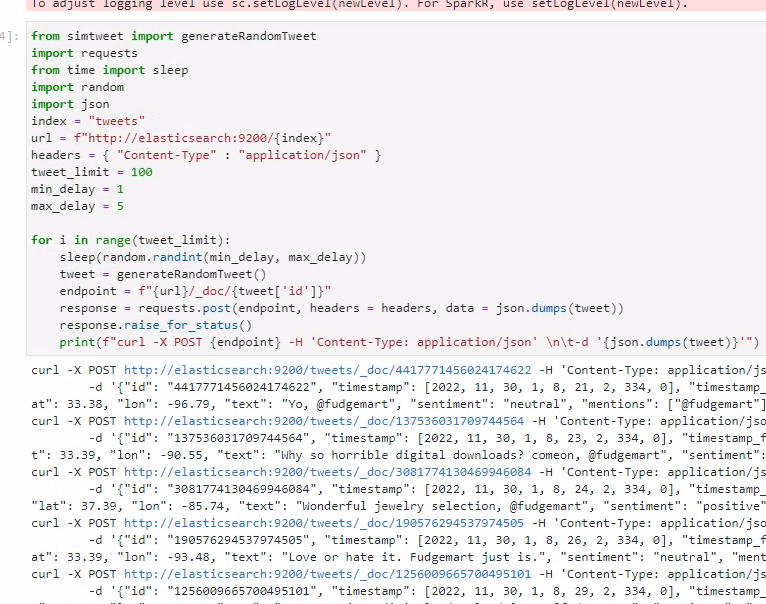 To adjust logging level use sc.setLogLevel(newLevel). For SparkR, use setLogLevel(newLevel).
4]:
from simtweet import generateRandomTweet
import requests
from time import sleep
import random
import json
index = "tweets"
url = f"http://elasticsearch:9200/{index}"
headers = { "Content-Type" : "application/json" }
tweet_limit = 100
min_delay = 1
max_delay = 5
for i in range(tweet_limit):
    sleep(random.randint(min_delay, max_delay))
    tweet = generateRandomTweet()
    endpoint = f"{url}/_doc/{tweet['id']}"
    response = requests.post(endpoint, headers = headers, data = json.dumps(tweet))
    response.raise_for_status()
    print(f"curl -X POST {endpoint} -H 'Content-Type: application/json' \n\t-d '{json.dumps(tweet)}'")
curl -X POST http://elasticsearch:9200/tweets/_doc/4417771456024174622 -H 'Content-Type: application/js
        -d '{"id": "4417771456024174622", "timestamp": [2022, 11, 30, 1, 8, 21, 2, 334, 0], "timestamp_
at": 33.38, "lon": -96.79, "text": "Yo, @fudgemart", "sentiment": "neutral", "mentions": ["@fudgemart"]
curl -X POST http://elasticsearch:9200/tweets/_doc/137536031709744564 -H 'Content-Type: application/jso
        -d '{"id": "137536031709744564", "timestamp": [2022, 11, 30, 1, 8, 23, 2, 334, 0], "timestamp_f
t": 33.39, "lon": -90.55, "text": "Why so horrible digital downloads? comeon, @fudgemart", "sentiment":
curl -X POST http://elasticsearch:9200/tweets/_doc/3081774130469946084 -H 'Content-Type: application/js
        -d '{"id": "3081774130469946084", "timestamp": [2022, 11, 30, 1, 8, 24, 2, 334, 0], "timestamp_
"lat": 37.39, "lon": -85.74, "text": "Wonderful jewelry selection, @fudgemart", "sentiment": "positive"
curl -X POST http://elasticsearch:9200/tweets/_doc/190576294537974505 -H 'Content-Type: application/jso
        -d '{"id": "190576294537974505", "timestamp": [2022, 11, 30, 1, 8, 26, 2, 334, 0], "timestamp_f
at": 33.39, "lon": -93.48, "text": "Love or hate it. Fudgemart just is.", "sentiment": "neutral", "ment
curl -X POST http://elasticsearch:9200/tweets/_doc/1256009665700495101 -H 'Content-Type: application/js
        -d '{"id": "1256009665700495101", "timestamp": [2022, 11, 30, 1, 8, 29, 2, 334, 0], "timestamp_